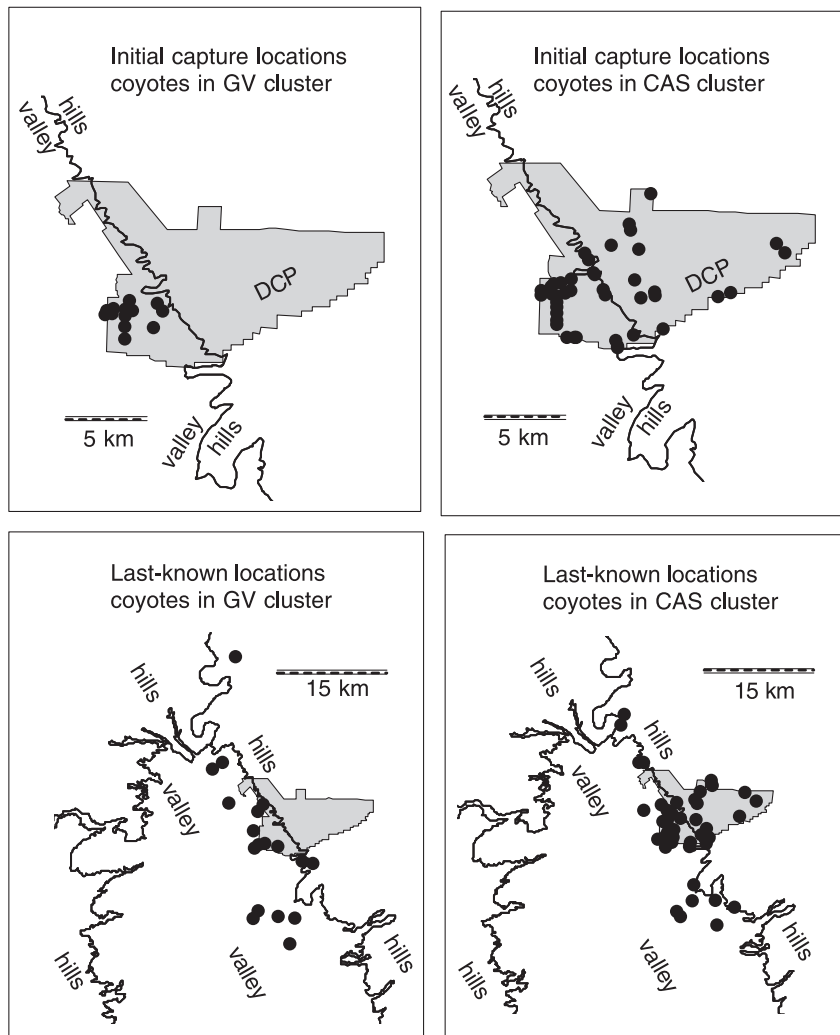 Initial capture locations
coyotes in GV cluster
hills
valley
DCP
5 km
valley
hills
Initial capture locations
coyotes in CAS cluster
hills
valley
DCP
5 km
valley
hills
Last-known locations
coyotes in GV cluster
hills
15 km
hills
valley
hills
valley
hills
Last-known locations
coyotes in CAS cluster
hills
15 km
hills
valley
hills
valley
hills